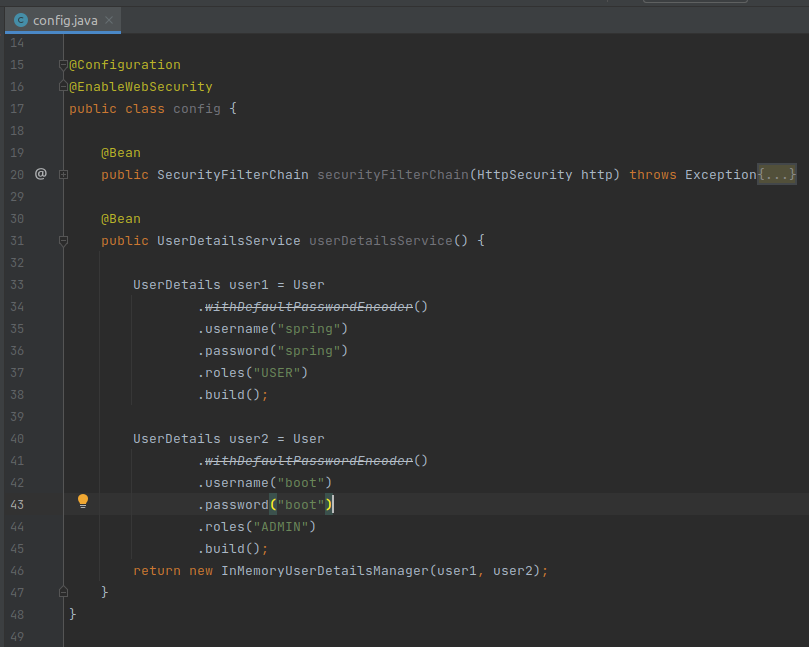 config.java
14
15 @Configuration
16 @EnableWebSecurity
17 public class config {
18
19 @Bean
20 @ public SecurityFilterChain securityFilterChain(HttpSecurity http) throws Exception{...}
29
30 @Bean
31 public UserDetailsService userDetailsService() {
32
33 UserDetails user1 = User
34 .withDefaultPasswordEncoder()
35 .username("spring")
36 .password("spring")
37 .roles("USER")
38 .build();
39
40 UserDetails user2 = User
41 .withDefaultPasswordEncoder()
42 .username("boot")
43 .password("boot")
44 .roles("ADMIN")
45 .build();
46 return new InMemoryUserDetailsManager(user1, user2);
47 }
48 }
49